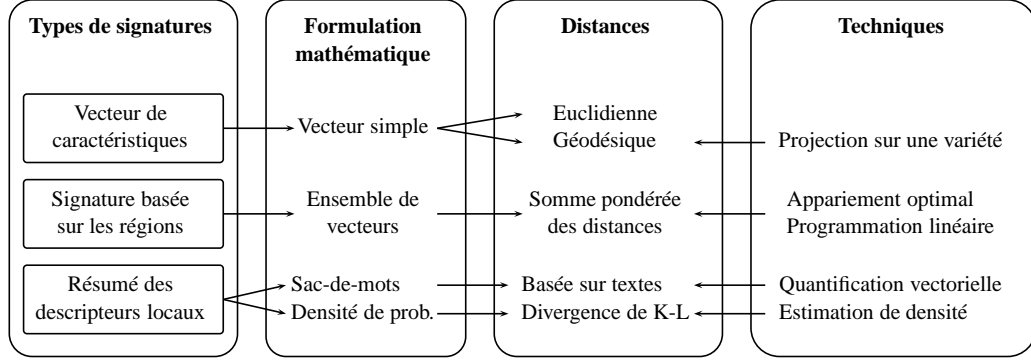 Types de signatures
Vecteur de
caractéristiques
Signature basée
sur les régions
Résumé des
descripteurs locaux
Formulation
mathématique
Vecteur simple
Ensemble de
vecteurs
Sac-de-mots
Densité de prob.
Distances
Euclidienne
Géodésique
Somme pondérée
des distances
Basée sur textes
Divergence de K-L
Techniques
Projection sur une variété
Appariement optimal
Programmation linéaire
Quantification vectorielle
Estimation de densité